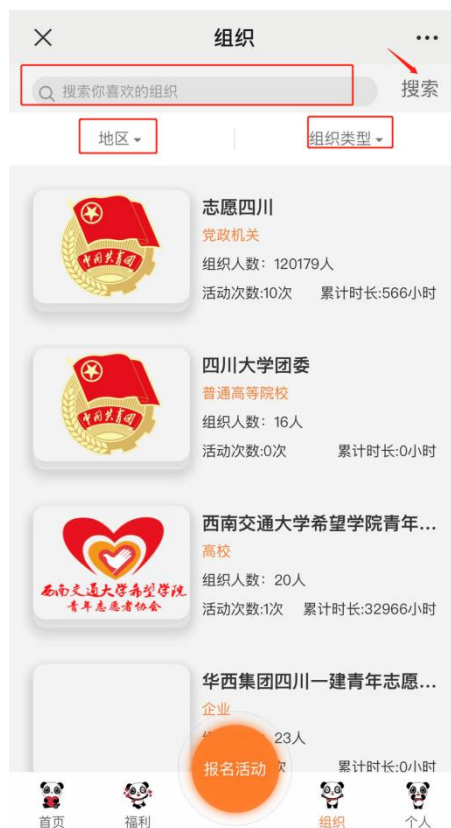 组织
搜索你喜欢的组织
搜索
地区
组织类型
中国共青团
志愿四川
党政机关
组织人数：120179人
活动次数:10次 累计时长:566小时
中国共青团
四川大学团委
普通高等院校
组织人数：16人
活动次数:0次 累计时长:0小时
西南交通大学希望学院
青年志愿者协会
西南交通大学希望学院青年...
高校
组织人数：20人
活动次数:1次 累计时长:32966小时
华西集团四川一建青年志愿...
企业
23人
报名活动
次 累计时长:0小时
首页 福利 组织 个人